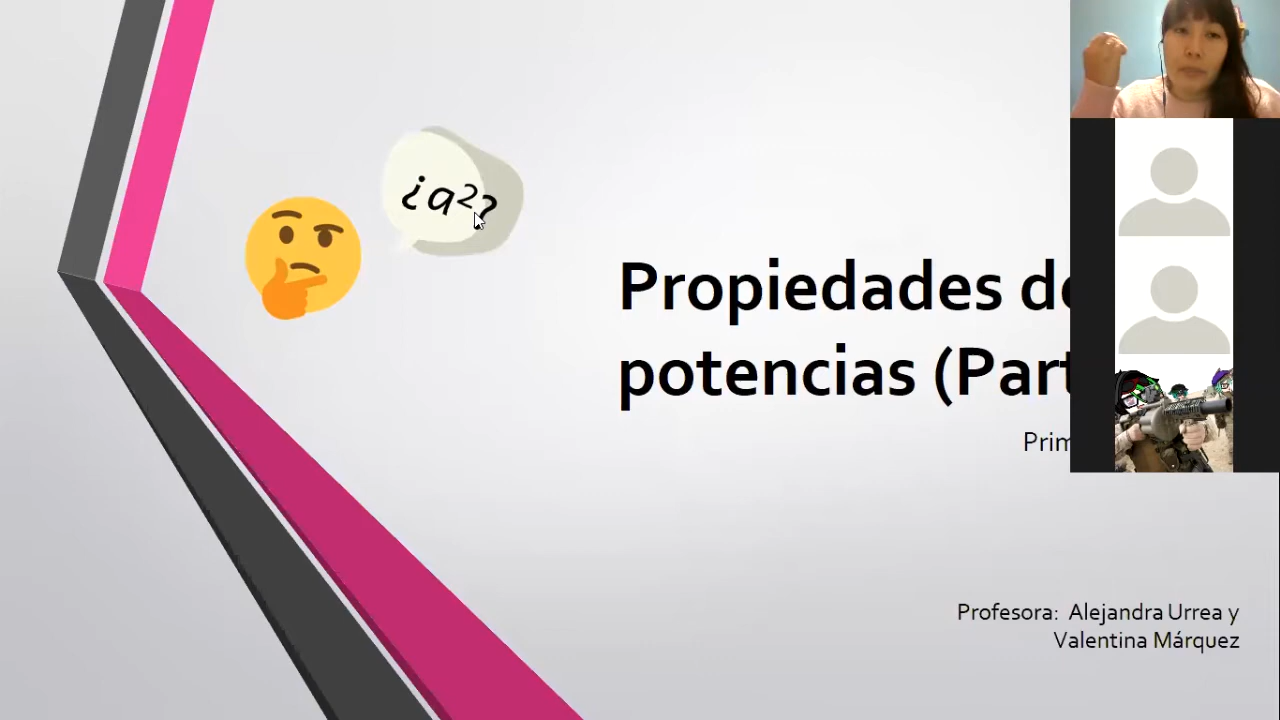 ¿a²?
Propiedades de
potencias (Part
Prim
Profesora: Alejandra Urrea y
Valentina Márquez